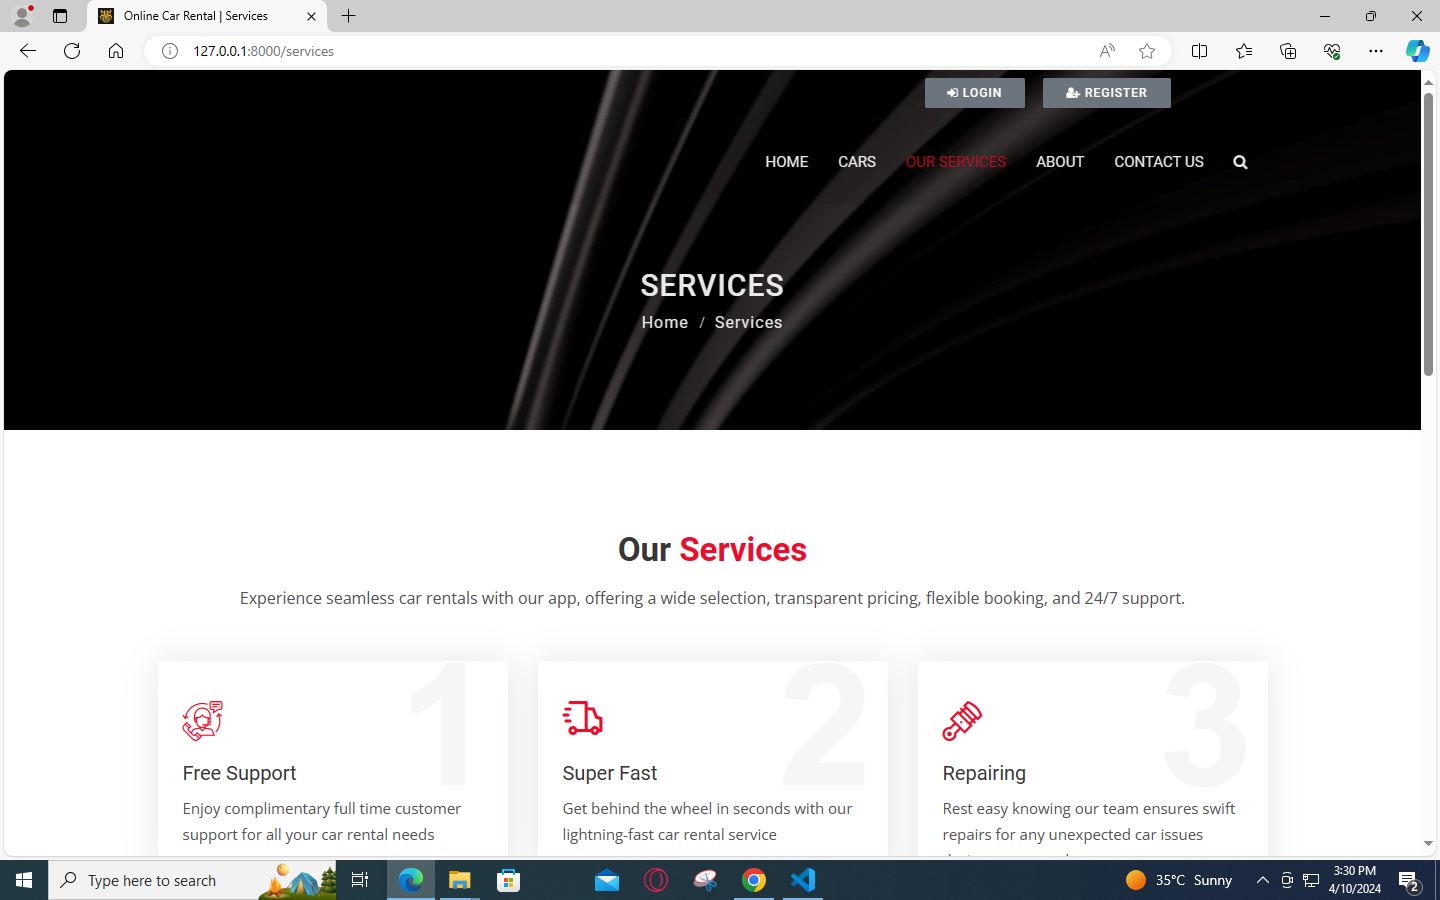 Online Car Rental | Services
127.0.0.1:8000/services
LOGIN
REGISTER
HOME
CARS
OUR SERVICES
ABOUT
CONTACT US
SERVICES
Home / Services
Our Services
Experience seamless car rentals with our app, offering a wide selection, transparent pricing, flexible booking, and 24/7 support.
1
Free Support
Enjoy complimentary full time customer
support for all your car rental needs
2
Super Fast
Get behind the wheel in seconds with our
lightning-fast car rental service
3
Repairing
Rest easy knowing our team ensures swift
repairs for any unexpected car issues
Type here to search
35°C Sunny
3:30 PM
4/10/2024
2